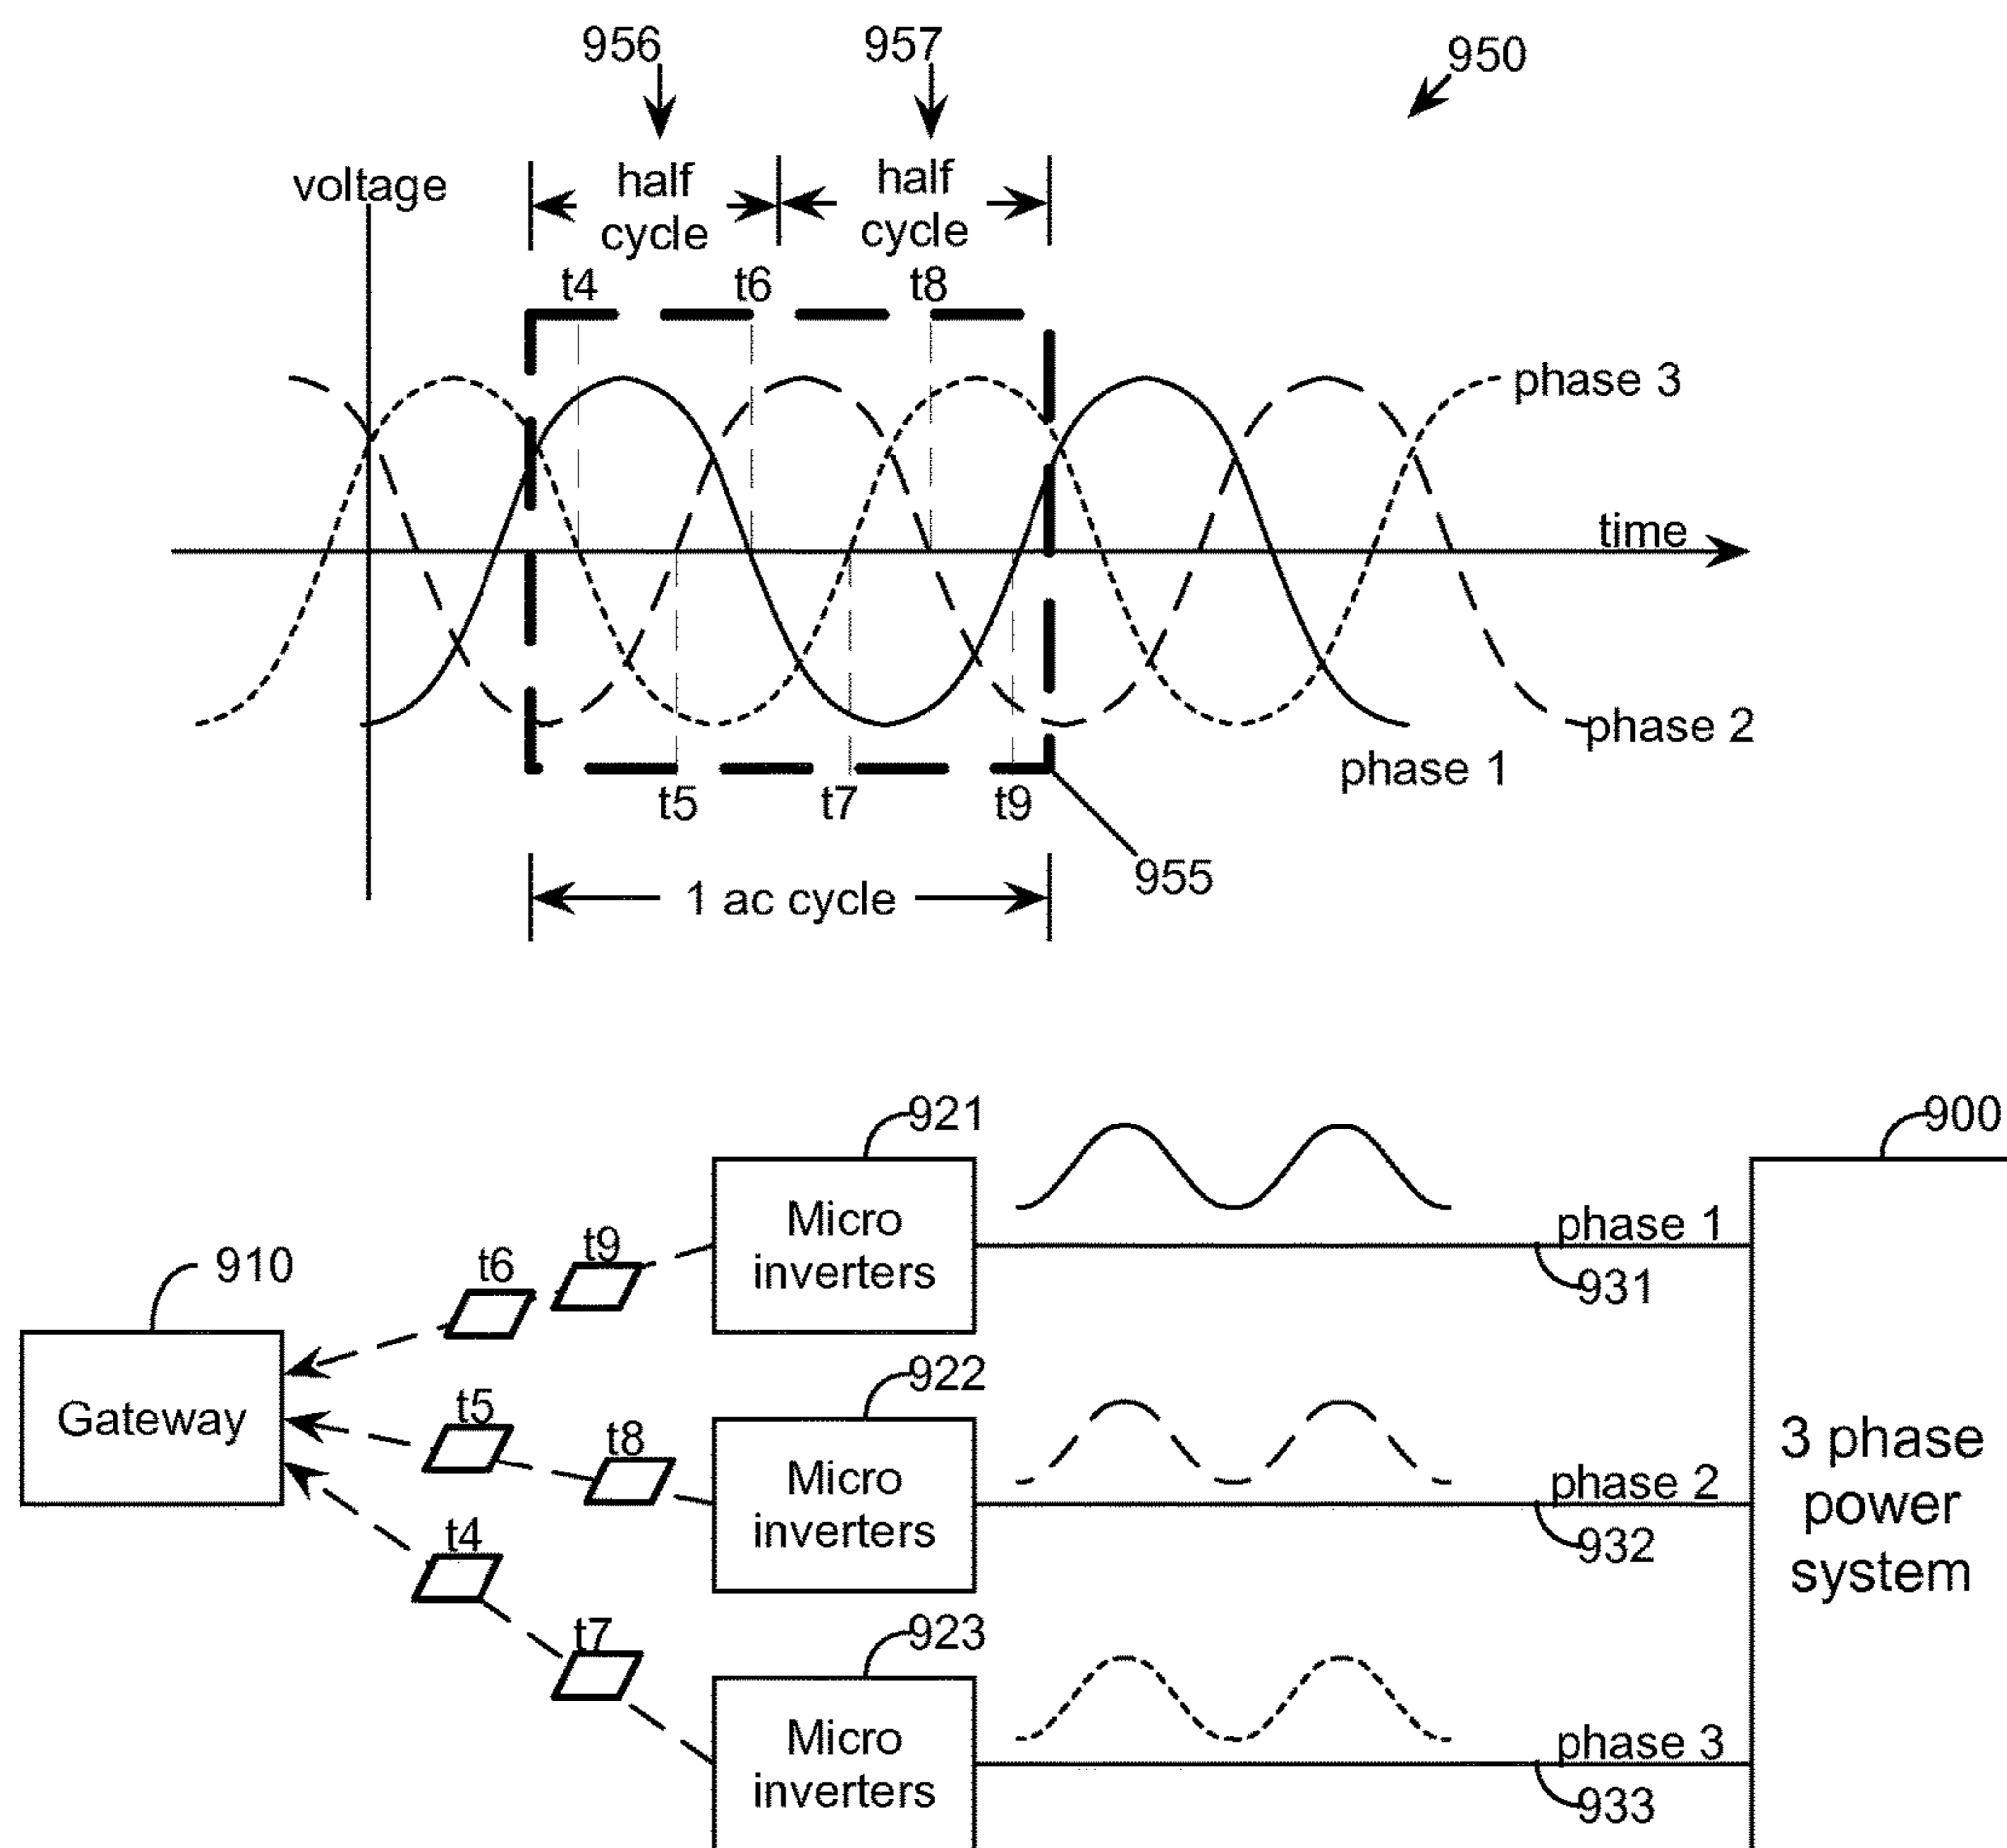 956
957
950
voltage
half
cycle
half
cycle
t4
t6
t8
phase 3
time
phase 2
phase 1
t5
t7
t9
955
1 ac cycle
921
900
Micro
inverters
phase 1
931
t9
t6
910
Gateway
922
Micro
inverters
phase 2
932
t5
t8
3 phase
power
system
t4
t7
923
Micro
inverters
phase 3
933